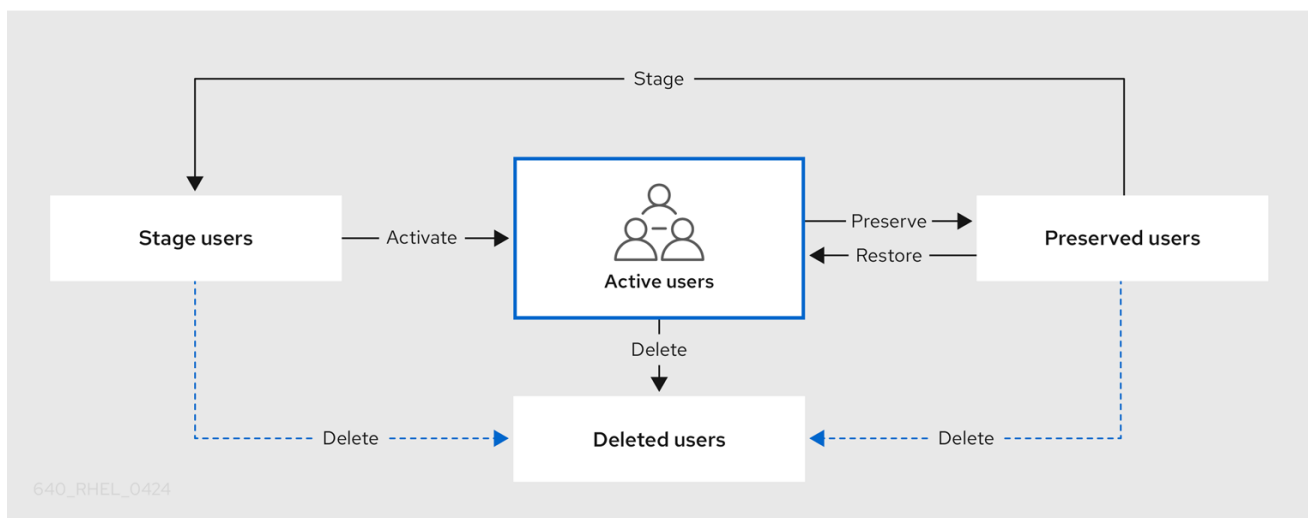 Stage
Stage users
Activate
Active users
Preserve
Restore
Preserved users
Delete
Delete
Deleted users
Delete
640_RHEL_0424